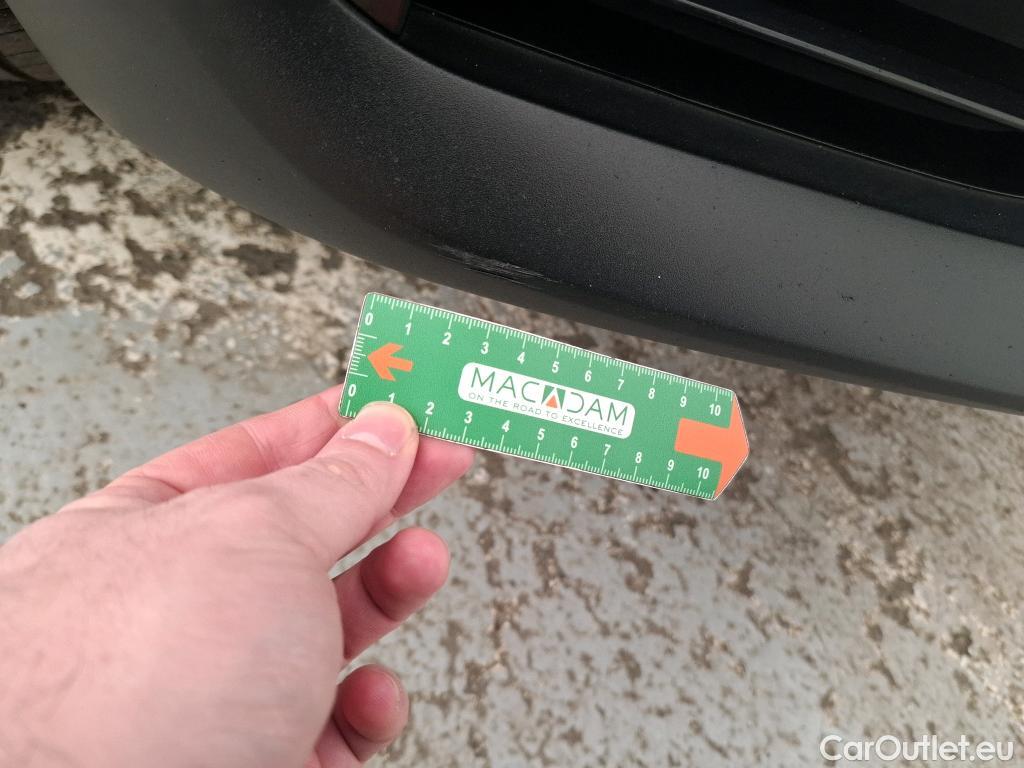 0 1 2 3 4 5 6 7 8 9 10
MACADAM
ON THE ROAD TO EXCELLENCE
0 1 2 3 4 5 6 7 8 9 10
CarOutlet.eu